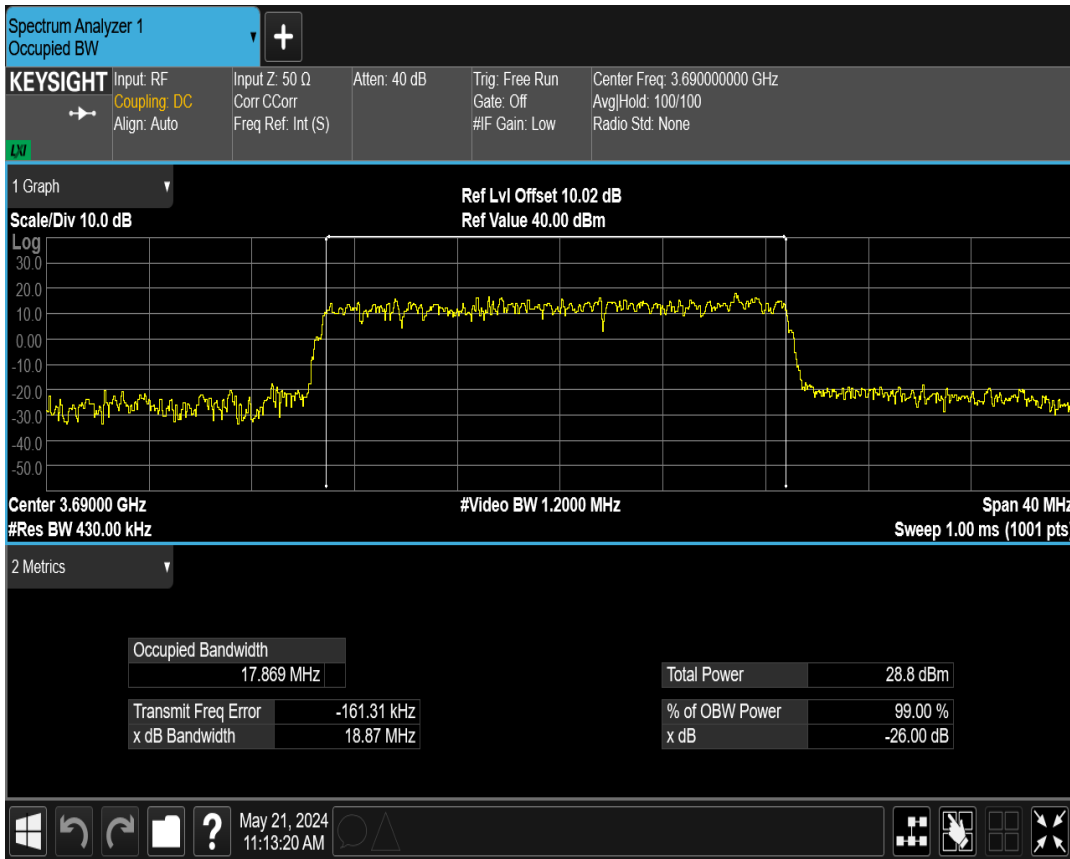 Spectrum Analyzer 1
Occupied BW
+
KEYSIGHT
LXI
Input: RF
Coupling: DC
Align: Auto
Input Z: 50 Ω
Corr CCorr
Freq Ref: Int (S)
Atten: 40 dB
Trig: Free Run
Gate: Off
#IF Gain: Low
Center Freq: 3.690000000 GHz
Avg|Hold: 100/100
Radio Std: None
1 Graph
Scale/Div 10.0 dB
Ref Lvl Offset 10.02 dB
Ref Value 40.00 dBm
Log
30.0
20.0
10.0
0.00
-10.0
-20.0
-30.0
-40.0
-50.0
Center 3.69000 GHz
#Video BW 1.2000 MHz
Span 40 MHz
#Res BW 430.00 kHz
Sweep 1.00 ms (1001 pts)
2 Metrics
Occupied Bandwidth
17.869 MHz
Total Power 28.8 dBm
Transmit Freq Error -161.31 kHz
% of OBW Power 99.00 %
x dB Bandwidth 18.87 MHz
x dB -26.00 dB
?
May 21, 2024
11:13:20 AM